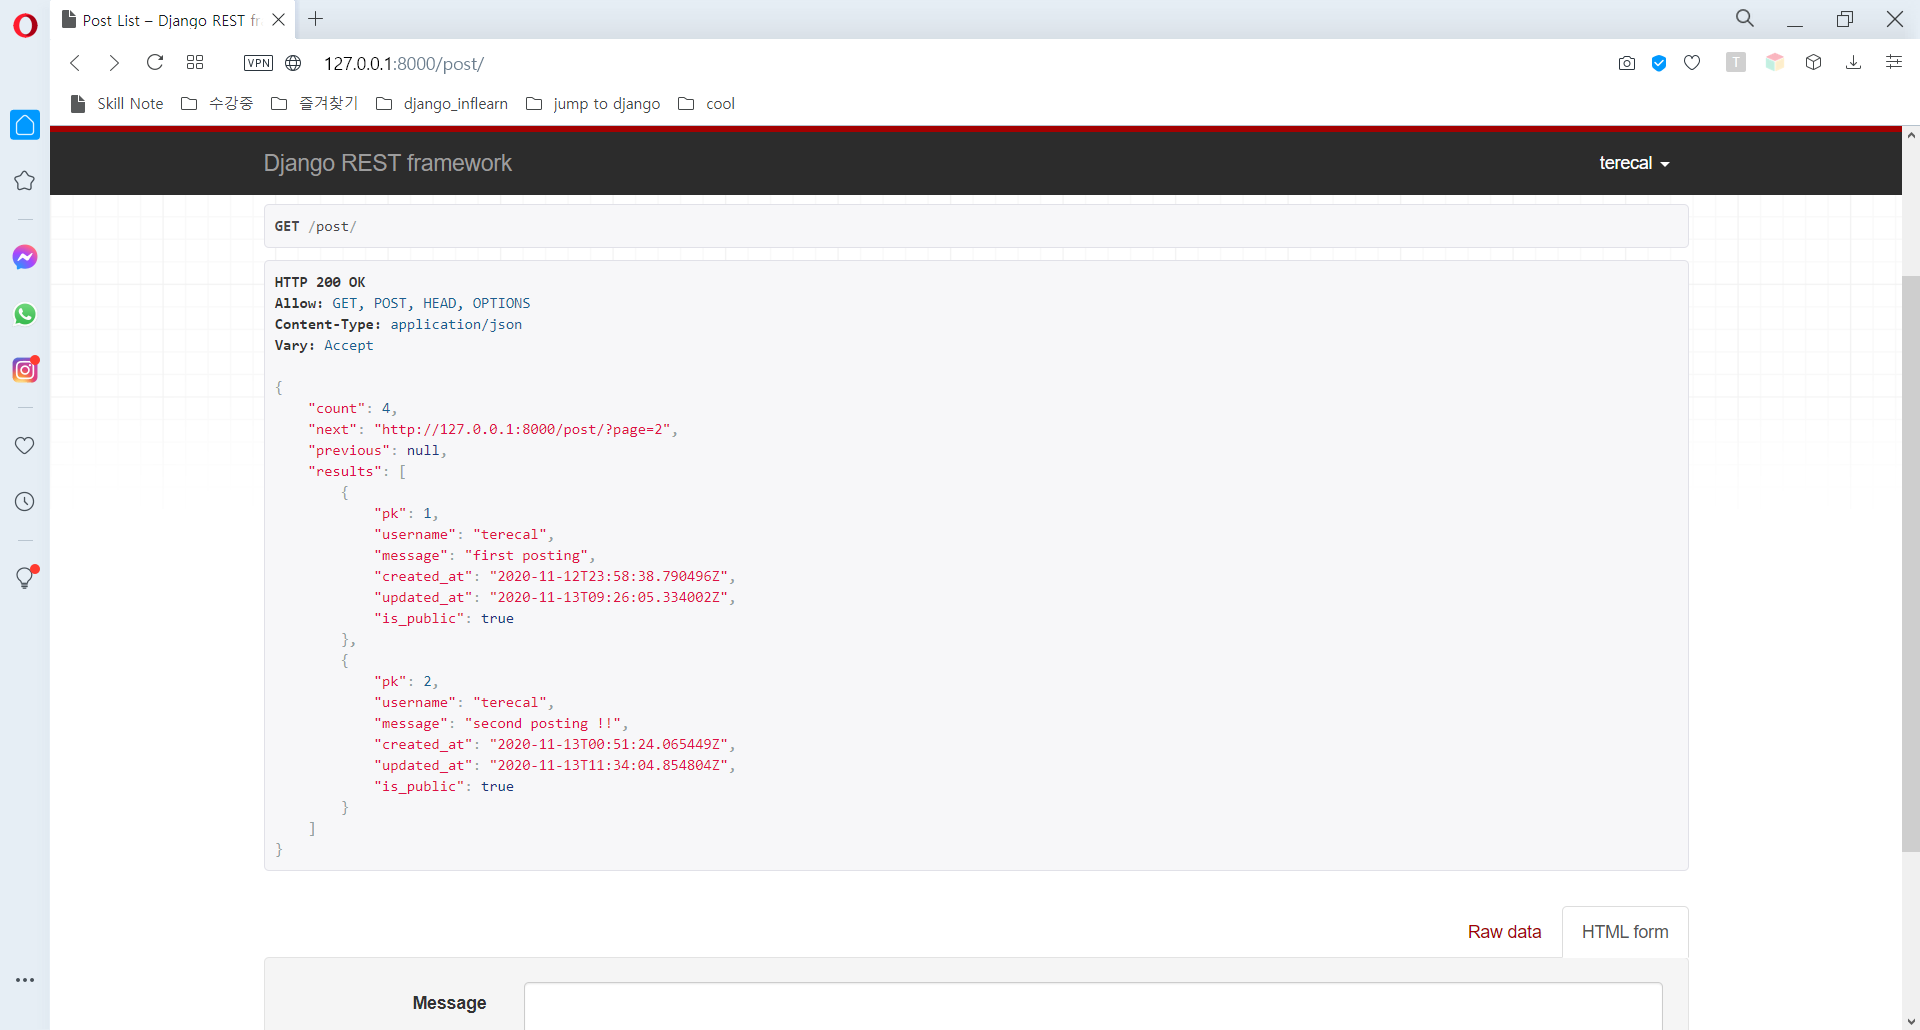 Post List – Django REST fr
VPN
127.0.0.1:8000/post/
T
Skill Note 수강중 즐겨찾기 django_inflearn jump to django cool
Django REST framework
terecal
GET /post/
HTTP 200 OK
Allow: GET, POST, HEAD, OPTIONS
Content-Type: application/json
Vary: Accept
{
    "count": 4,
    "next": "http://127.0.0.1:8000/post/?page=2",
    "previous": null,
    "results": [
        {
            "pk": 1,
            "username": "terecal",
            "message": "first posting",
            "created_at": "2020-11-12T23:58:38.790496Z",
            "updated_at": "2020-11-13T09:26:05.334002Z",
            "is_public": true
        },
        {
            "pk": 2,
            "username": "terecal",
            "message": "second posting !!",
            "created_at": "2020-11-13T00:51:24.065449Z",
            "updated_at": "2020-11-13T11:34:04.854804Z",
            "is_public": true
        }
    ]
}
Raw data
HTML form
Message